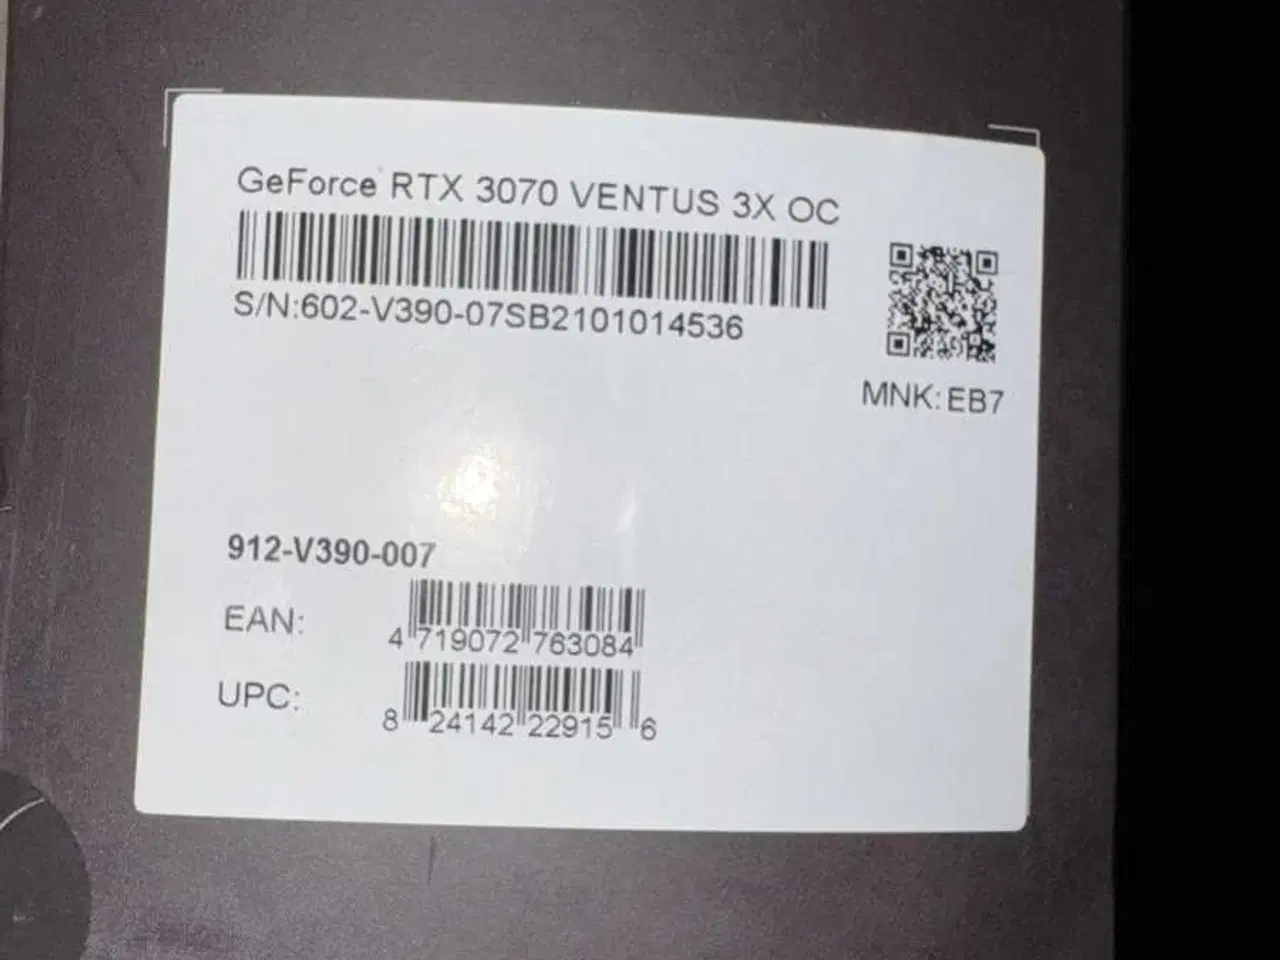 GeForce RTX 3070 VENTUS 3X OC
S/N:602-V390-07SB2101014536
MNK:EB7
912-V390-007
EAN:
4 719072 763084
UPC:
8 24142 22915 6